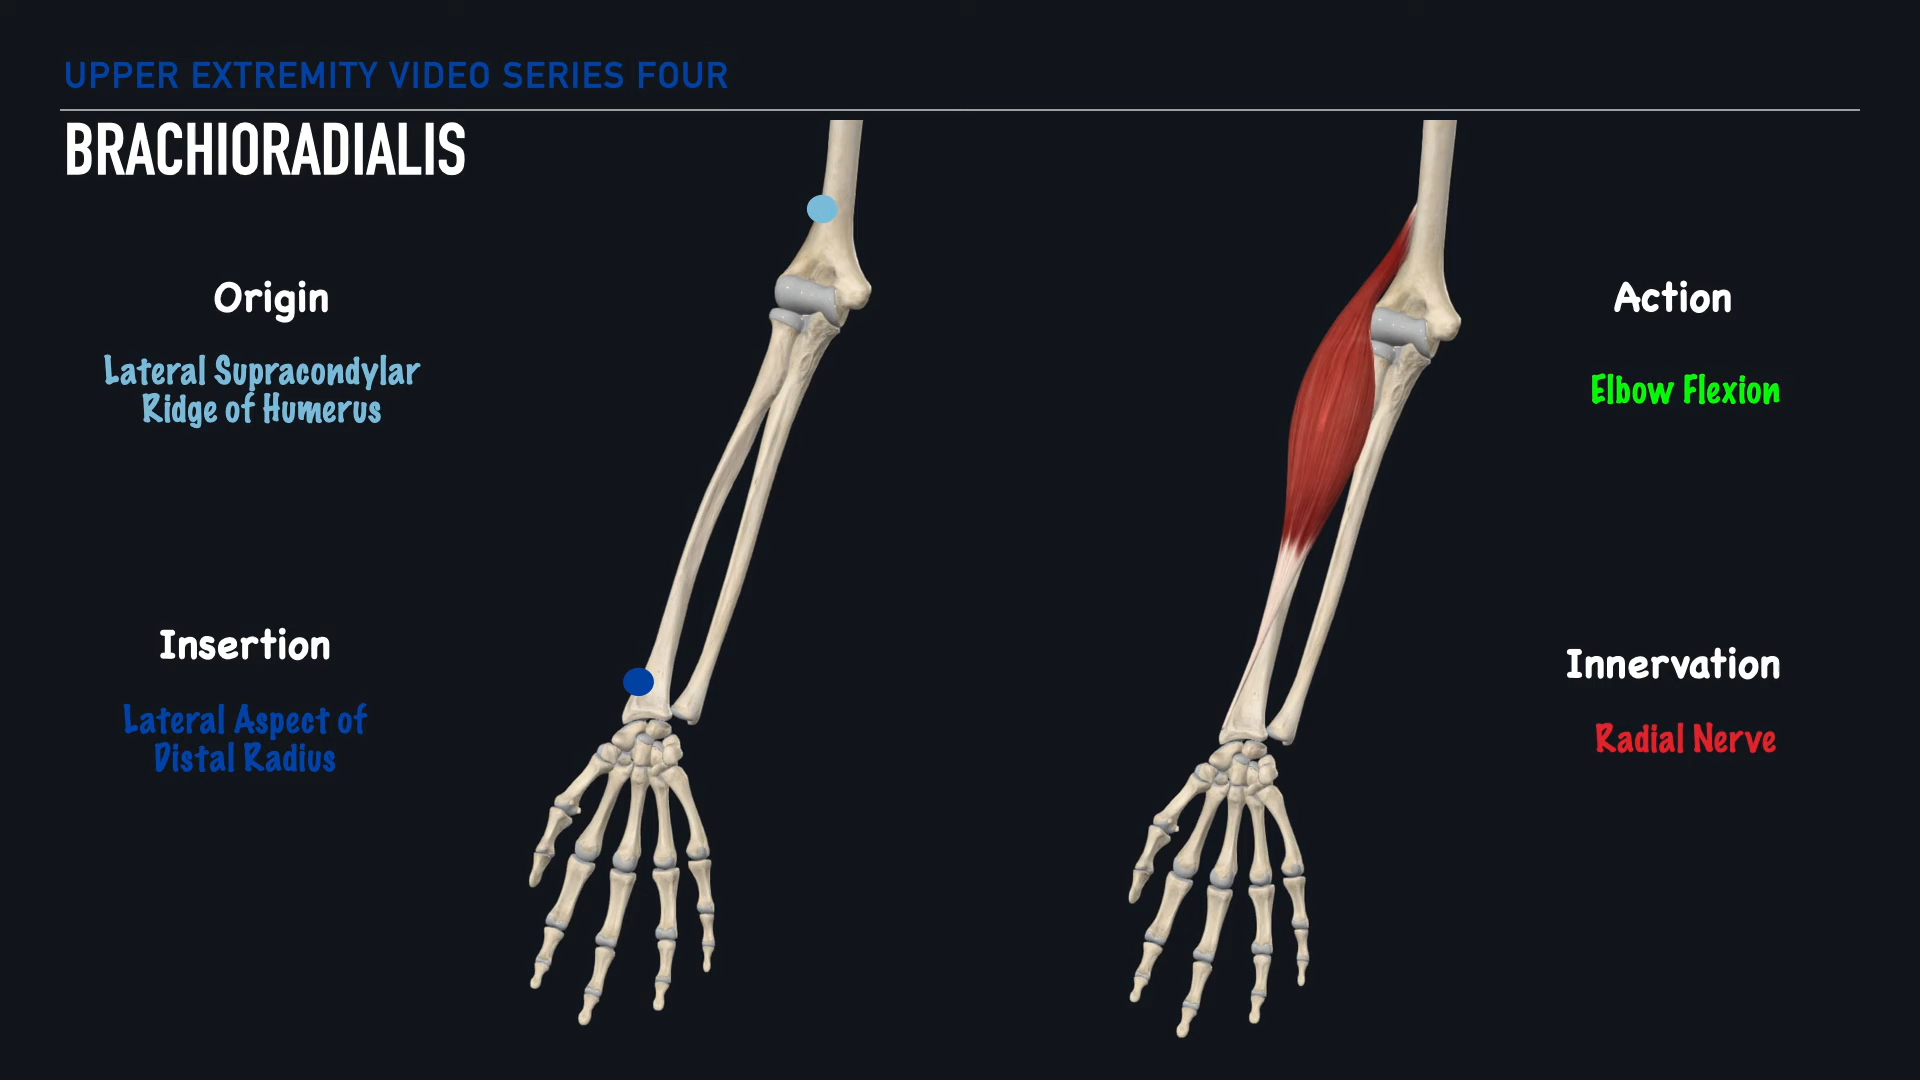 UPPER EXTREMITY VIDEO SERIES FOUR
BRACHIORADIALIS
Origin
Lateral Supracondylar
Ridge of Humerus
Insertion
Lateral Aspect of
Distal Radius
Action
Elbow Flexion
Innervation
Radial Nerve